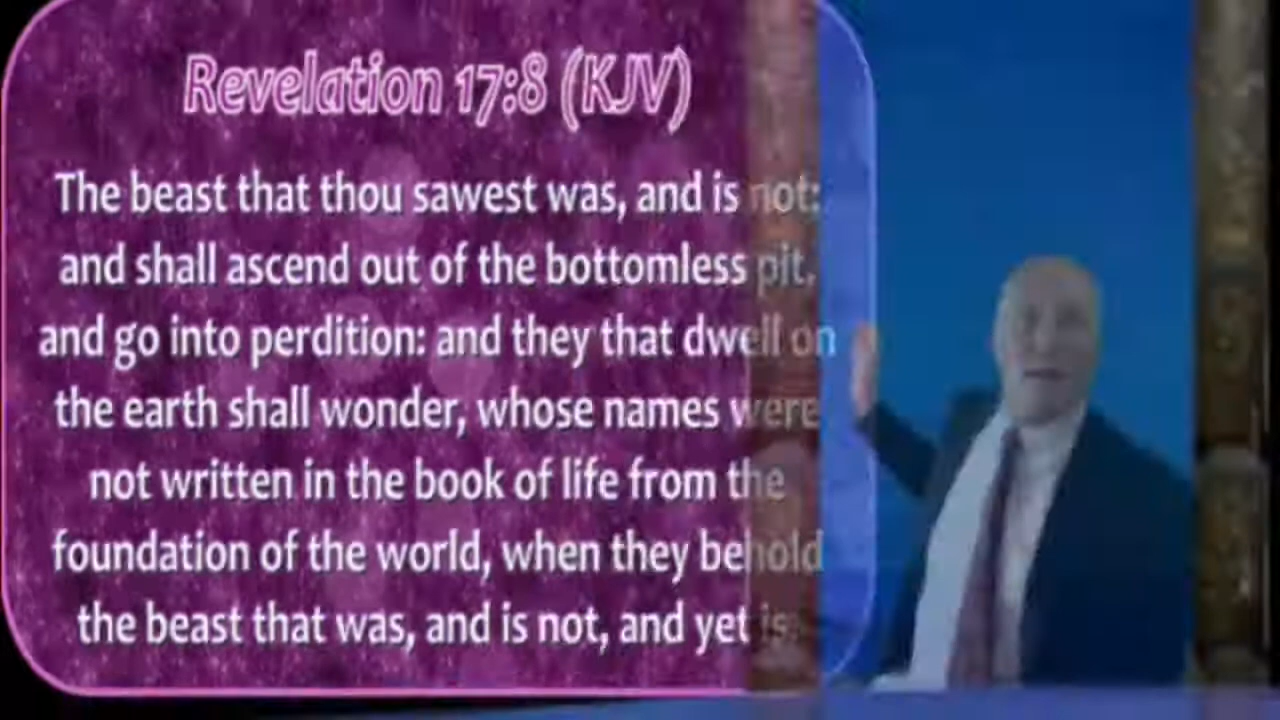 Revelation 17:8 (KJV)
The beast that thou sawest was, and is not;
and shall ascend out of the bottomless pit,
and go into perdition: and they that dwell on
the earth shall wonder, whose names were
not written in the book of life from the
foundation of the world, when they behold
the beast that was, and is not, and yet is.